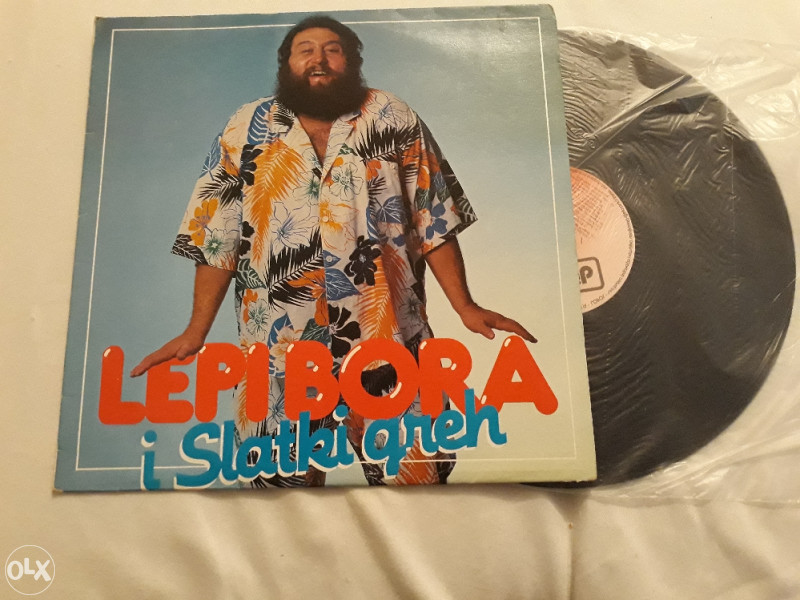 LEPI BORA
i Slatki greh
OLX